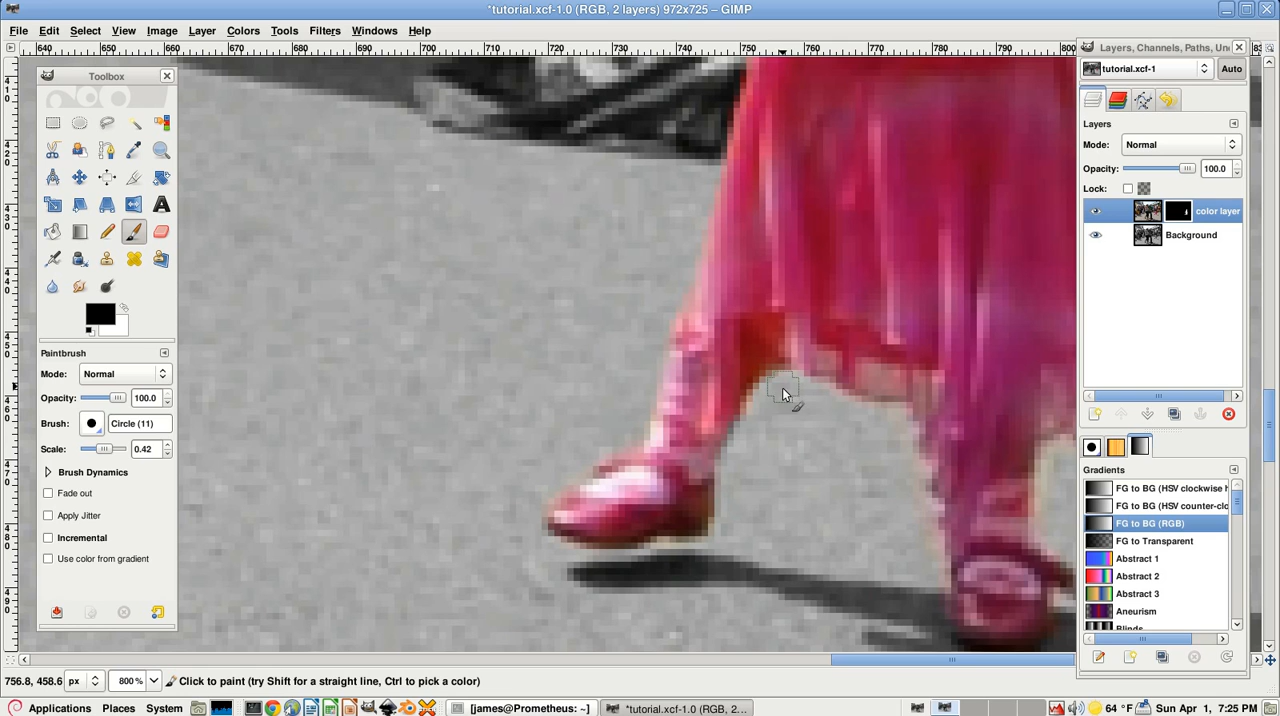 *tutorial.xcf-1.0 (RGB, 2 layers) 972x725 – GIMP
File Edit Select View Image Layer Colors Tools Filters Windows Help
640 650 660 670 680 690 700 710 720 730 740 750 760 770 780 790 800
Toolbox
Paintbrush
Mode: Normal
Opacity: 100.0
Brush: Circle (11)
Scale: 0.42
Brush Dynamics
Fade out
Apply Jitter
Incremental
Use color from gradient
Layers, Channels, Paths, Un
tutorial.xcf-1 Auto
Layers
Mode: Normal
Opacity: 100.0
Lock:
color layer
Background
Gradients
FG to BG (HSV clockwise h
FG to BG (HSV counter-clo
FG to BG (RGB)
FG to Transparent
Abstract 1
Abstract 2
Abstract 3
Aneurism
Blinds
756.8, 458.6 px 800% Click to paint (try Shift for a straight line, Ctrl to pick a color)
Applications Places System [james@Prometheus: ~] *tutorial.xcf-1.0 (RGB, 2... 64 °F Sun Apr 1, 7:25 PM